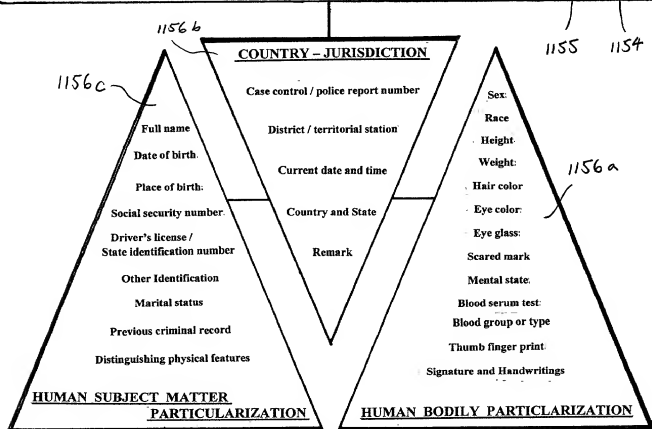 1156b
COUNTRY – JURISDICTION
Case control / police report number
District / territorial station
Current date and time
Country and State
Remark
1155
1154
1156c
Full name
Date of birth.
Place of birth:
Social security number.
Driver's license /
State identification number
Other Identification
Marital status
Previous criminal record
Distinguishing physical features
HUMAN SUBJECT MATTER
PARTICULARIZATION
1156a
Sex:
Race
Height.
Weight:
Hair color
Eye color:
Eye glass:
Scared mark
Mental state:
Blood serum test:
Blood group or type
Thumb finger print:
Signature and Handwritings
HUMAN BODILY PARTICLARIZATION